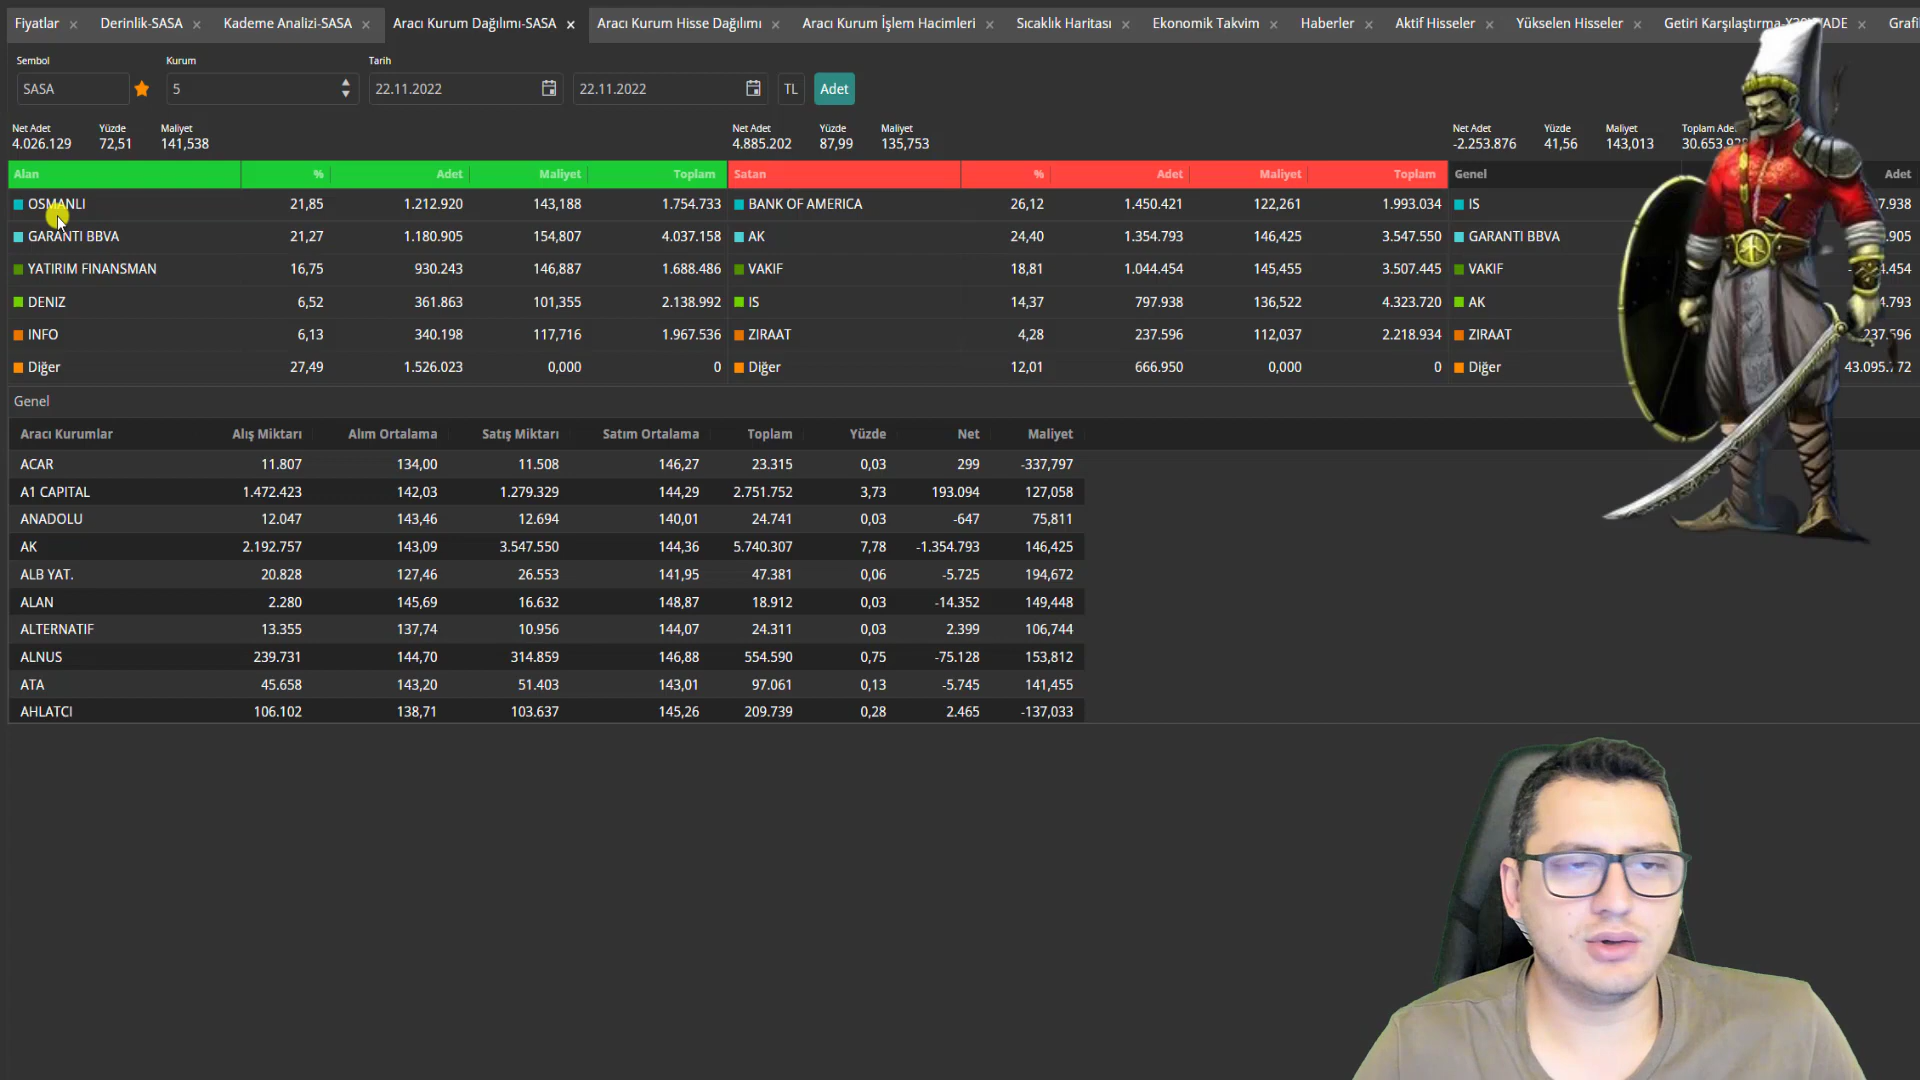 Fiyatlar × Derinlik-SASA × Kademe Analizi-SASA × Aracı Kurum Dağılımı-SASA × Aracı Kurum Hisse Dağılımı × Aracı Kurum İşlem Hacimleri × Sıcaklık Haritası × Ekonomik Takvim × Haberler × Aktif Hisseler × Yükselen Hisseler × Getiri Karşılaştırma × Grafi
Sembol Kurum Tarih
SASA 5 22.11.2022 22.11.2022 TL Adet
Net Adet Yüzde Maliyet Net Adet Yüzde Maliyet Net Adet Yüzde Maliyet Toplam Adet
4.026.129 72,51 141,538 4.885.202 87,99 135,753 -2.253.876 41,56 143,013
Alan % Adet Maliyet Toplam Satan % Adet Maliyet Toplam Genel Adet
OSMANLI 21,85 1.212.920 143,188 1.754.733 BANK OF AMERICA 26,12 1.450.421 122,261 1.993.034 IS
GARANTI BBVA 21,27 1.180.905 154,807 4.037.158 AK 24,40 1.354.793 146,425 3.547.550 GARANTI BBVA
YATIRIM FINANSMAN 16,75 930.243 146,887 1.688.486 VAKIF 18,81 1.044.454 145,455 3.507.445 VAKIF
DENIZ 6,52 361.863 101,355 2.138.992 IS 14,37 797.938 136,522 4.323.720 AK
INFO 6,13 340.198 117,716 1.967.536 ZIRAAT 4,28 237.596 112,037 2.218.934 ZIRAAT
Diğer 27,49 1.526.023 0,000 0 Diğer 12,01 666.950 0,000 0 Diğer
Genel
Aracı Kurumlar Alış Miktarı Alım Ortalama Satış Miktarı Satım Ortalama Toplam Yüzde Net Maliyet
ACAR 11.807 134,00 11.508 146,27 23.315 0,03 299 -337,797
A1 CAPITAL 1.472.423 142,03 1.279.329 144,29 2.751.752 3,73 193.094 127,058
ANADOLU 12.047 143,46 12.694 140,01 24.741 0,03 -647 75,811
AK 2.192.757 143,09 3.547.550 144,36 5.740.307 7,78 -1.354.793 146,425
ALB YAT. 20.828 127,46 26.553 141,95 47.381 0,06 -5.725 194,672
ALAN 2.280 145,69 16.632 148,87 18.912 0,03 -14.352 149,448
ALTERNATIF 13.355 137,74 10.956 144,07 24.311 0,03 2.399 106,744
ALNUS 239.731 144,70 314.859 146,88 554.590 0,75 -75.128 153,812
ATA 45.658 143,20 51.403 143,01 97.061 0,13 -5.745 141,455
AHLATCI 106.102 138,71 103.637 145,26 209.739 0,28 2.465 -137,033